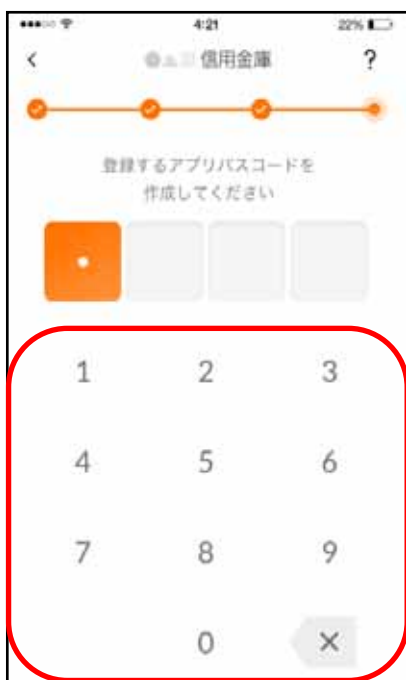 4:21 22%
< ●▲■ 信用金庫 ?
登録するアプリパスコードを
作成してください
1 2 3
4 5 6
7 8 9
0 ×